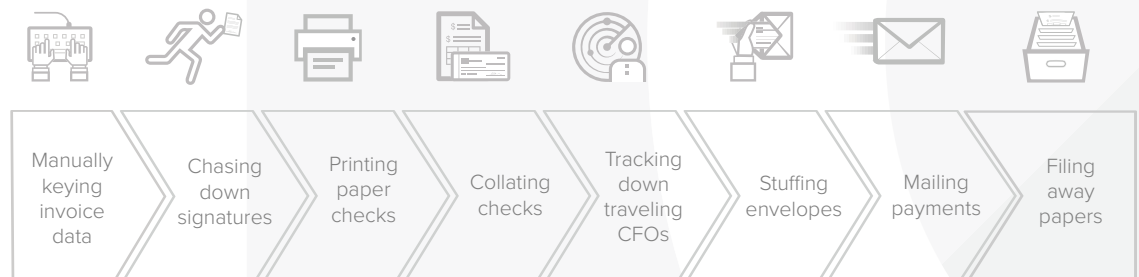 Manually
keying
invoice
data
Chasing
down
signatures
Printing
paper
checks
Collating
checks
Tracking
down
traveling
CFOs
Stuffing
envelopes
Mailing
payments
Filing
away
papers